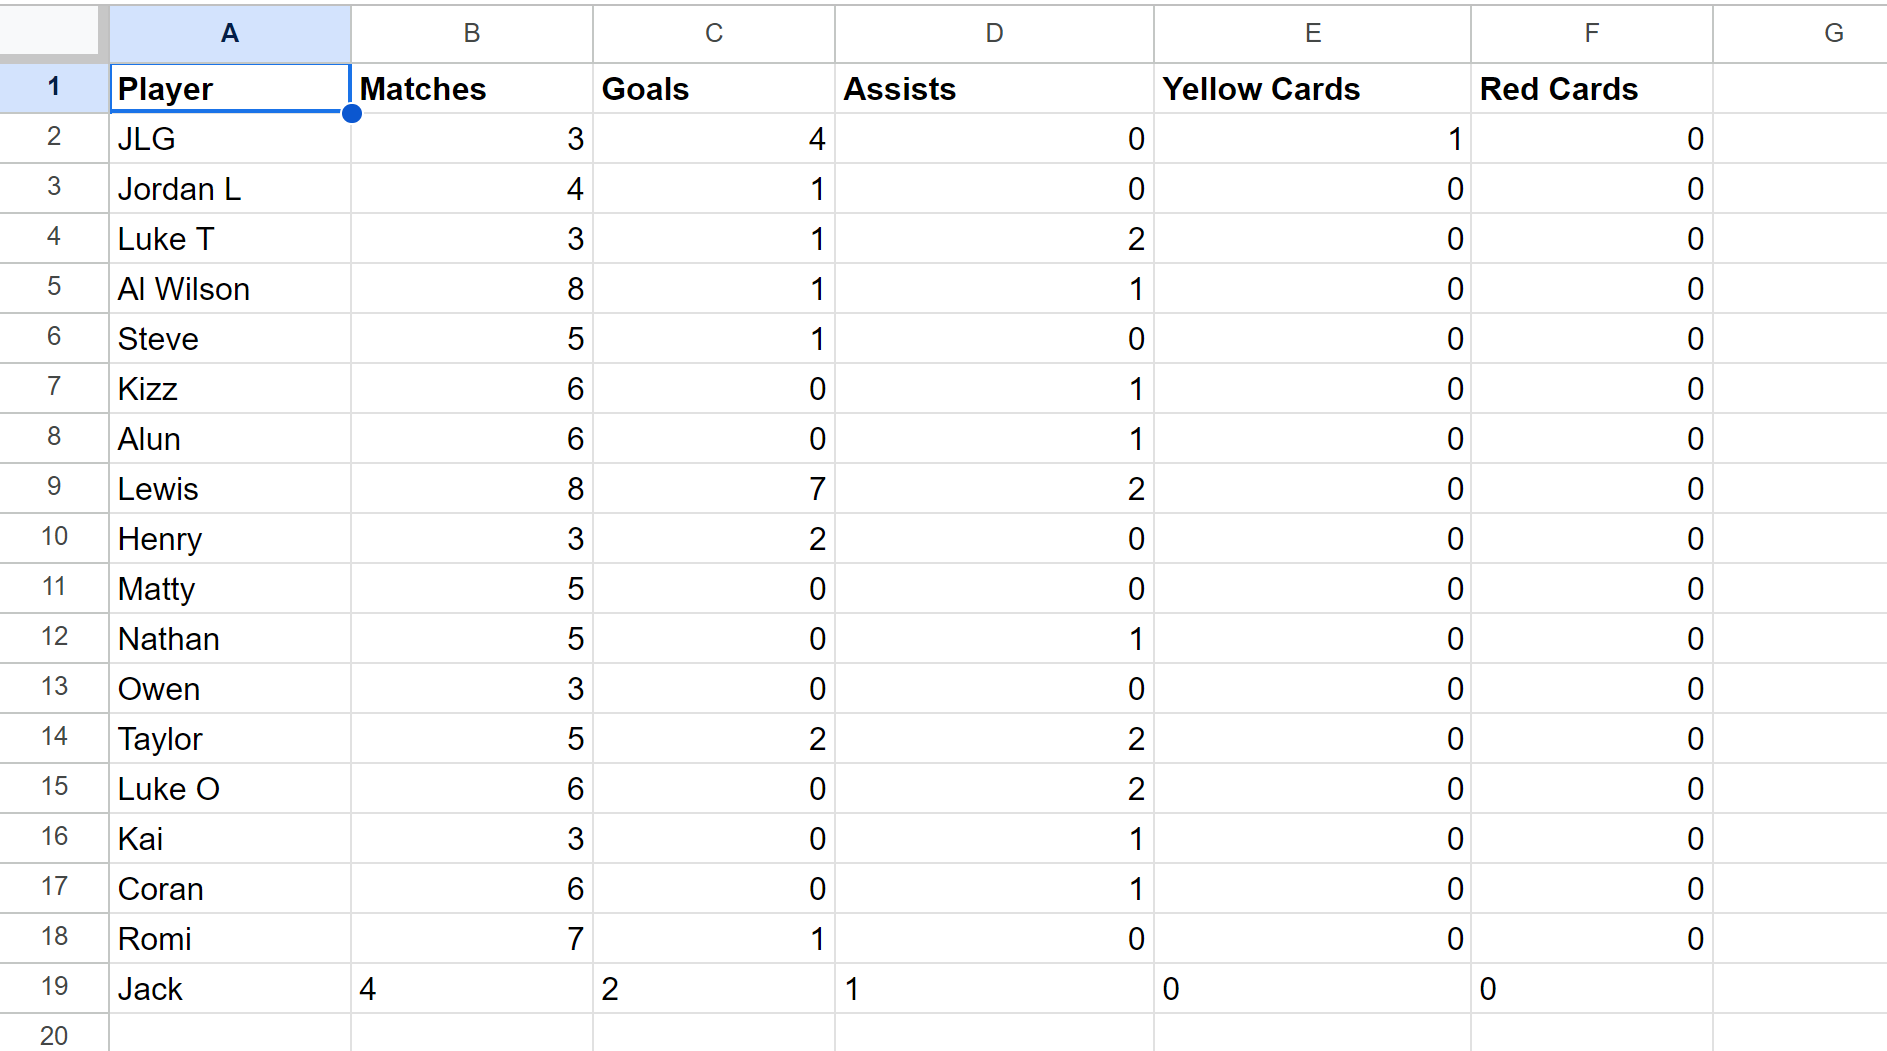 A B C D E F G
1 Player Matches Goals Assists Yellow Cards Red Cards
2 JLG 3 4 0 1 0
3 Jordan L 4 1 0 0 0
4 Luke T 3 1 2 0 0
5 Al Wilson 8 1 1 0 0
6 Steve 5 1 0 0 0
7 Kizz 6 0 1 0 0
8 Alun 6 0 1 0 0
9 Lewis 8 7 2 0 0
10 Henry 3 2 0 0 0
11 Matty 5 0 0 0 0
12 Nathan 5 0 1 0 0
13 Owen 3 0 0 0 0
14 Taylor 5 2 2 0 0
15 Luke O 6 0 2 0 0
16 Kai 3 0 1 0 0
17 Coran 6 0 1 0 0
18 Romi 7 1 0 0 0
19 Jack 4 2 1 0 0
20